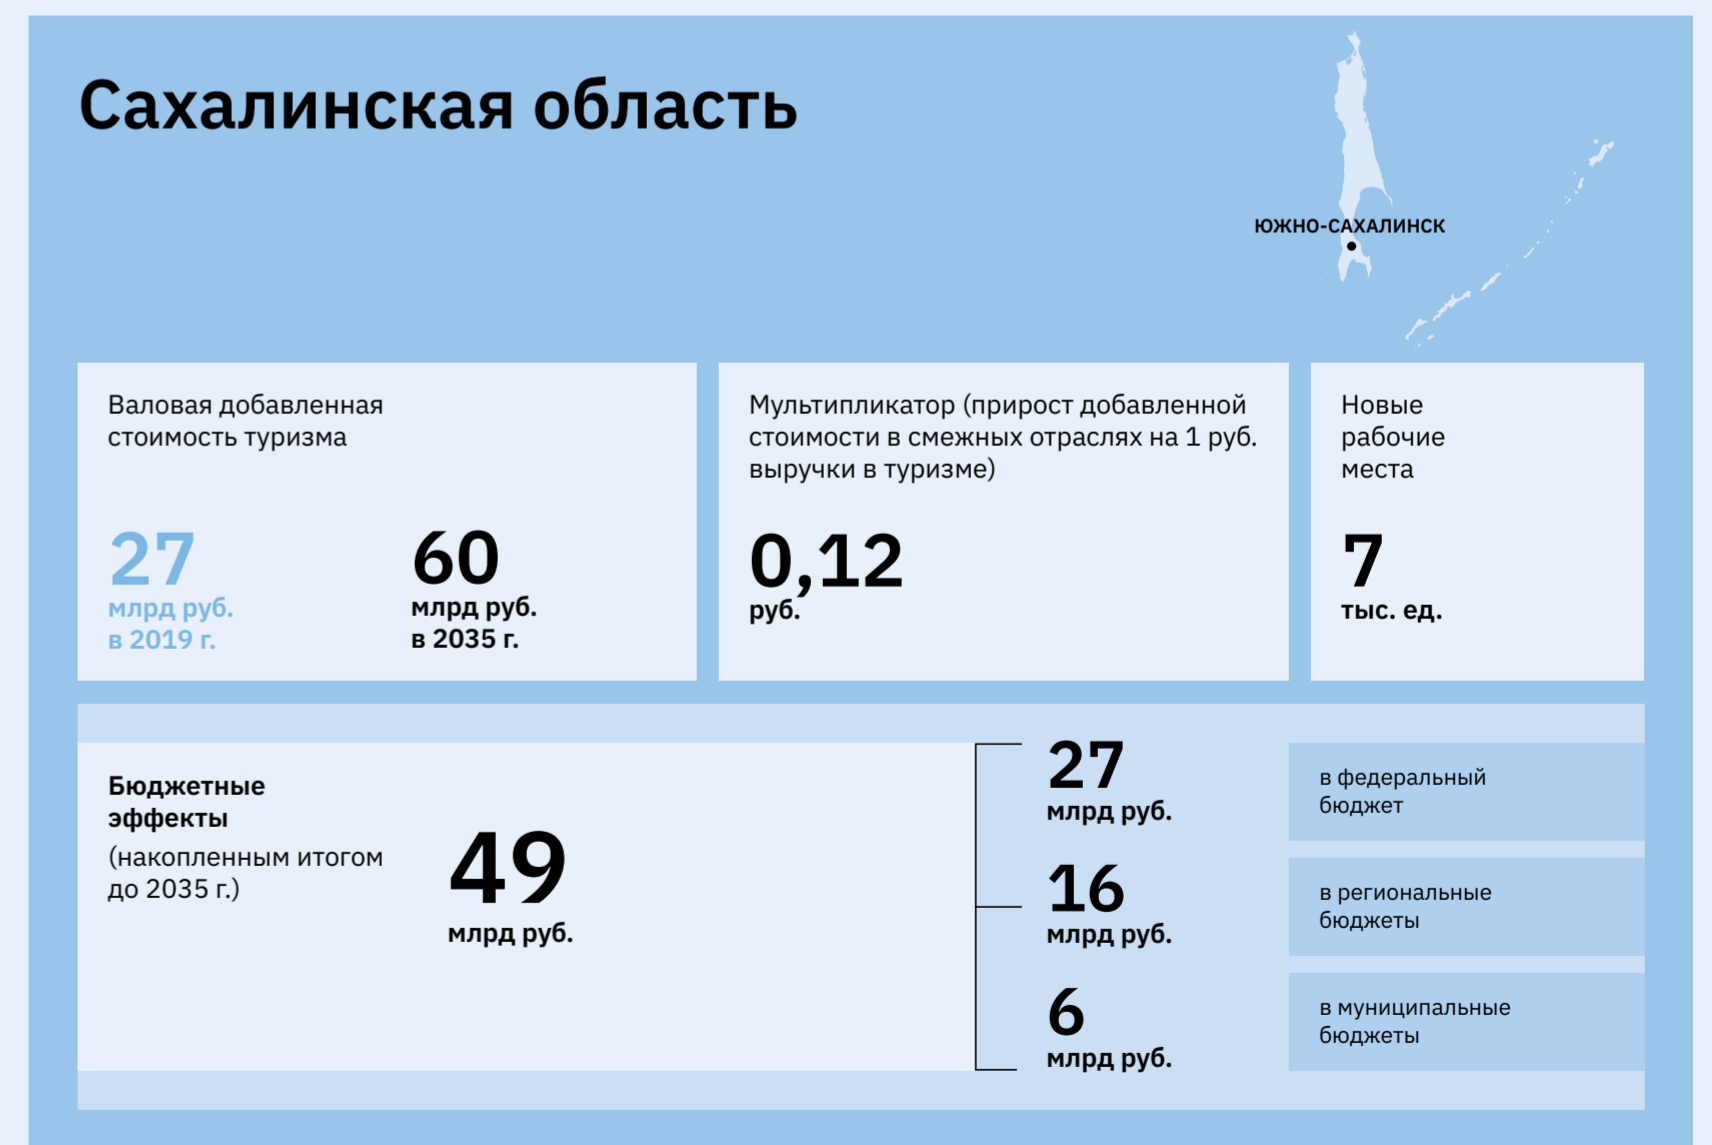 Сахалинская область
ЮЖНО-САХАЛИНСК
Валовая добавленная
стоимость туризма
27
млрд руб.
в 2019 г.
60
млрд руб.
в 2035 г.
Мультипликатор (прирост добавленной
стоимости в смежных отраслях на 1 руб.
выручки в туризме)
0,12
руб.
Новые
рабочие
места
7
тыс. ед.
Бюджетные
эффекты
(накопленным итогом
до 2035 г.)
49
млрд руб.
27
млрд руб.
в федеральный
бюджет
16
млрд руб.
в региональные
бюджеты
6
млрд руб.
в муниципальные
бюджеты